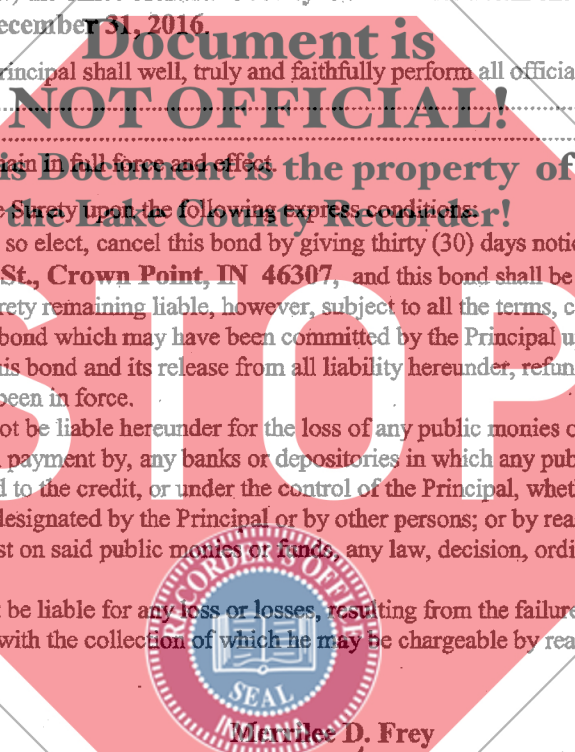 December 31, 2016.
Document is
Principal shall well, truly and faithfully perform all officia
NOT OFFICIAL!
ain in full force and effect.
is Document is the property of
e Surety upon the following express conditions:
the Lake County Recorder!
so elect, cancel this bond by giving thirty (30) days notic
St., Crown Point, IN 46307, and this bond shall be
rety remaining liable, however, subject to all the terms, c
bond which may have been committed by the Principal u
is bond and its release from all liability hereunder, refun
been in force.
ot be liable hereunder for the loss of any public monies o
payment by, any banks or depositories in which any pub
d to the credit, or under the control of the Principal, whet
designated by the Principal or by other persons; or by rea
st on said public monies or funds, any law, decision, ordi
t be liable for any loss or losses, resulting from the failure
with the collection of which he may be chargeable by rea
STOP
RECORDER'S OFFI
SEAL
Merrilee D. Frey